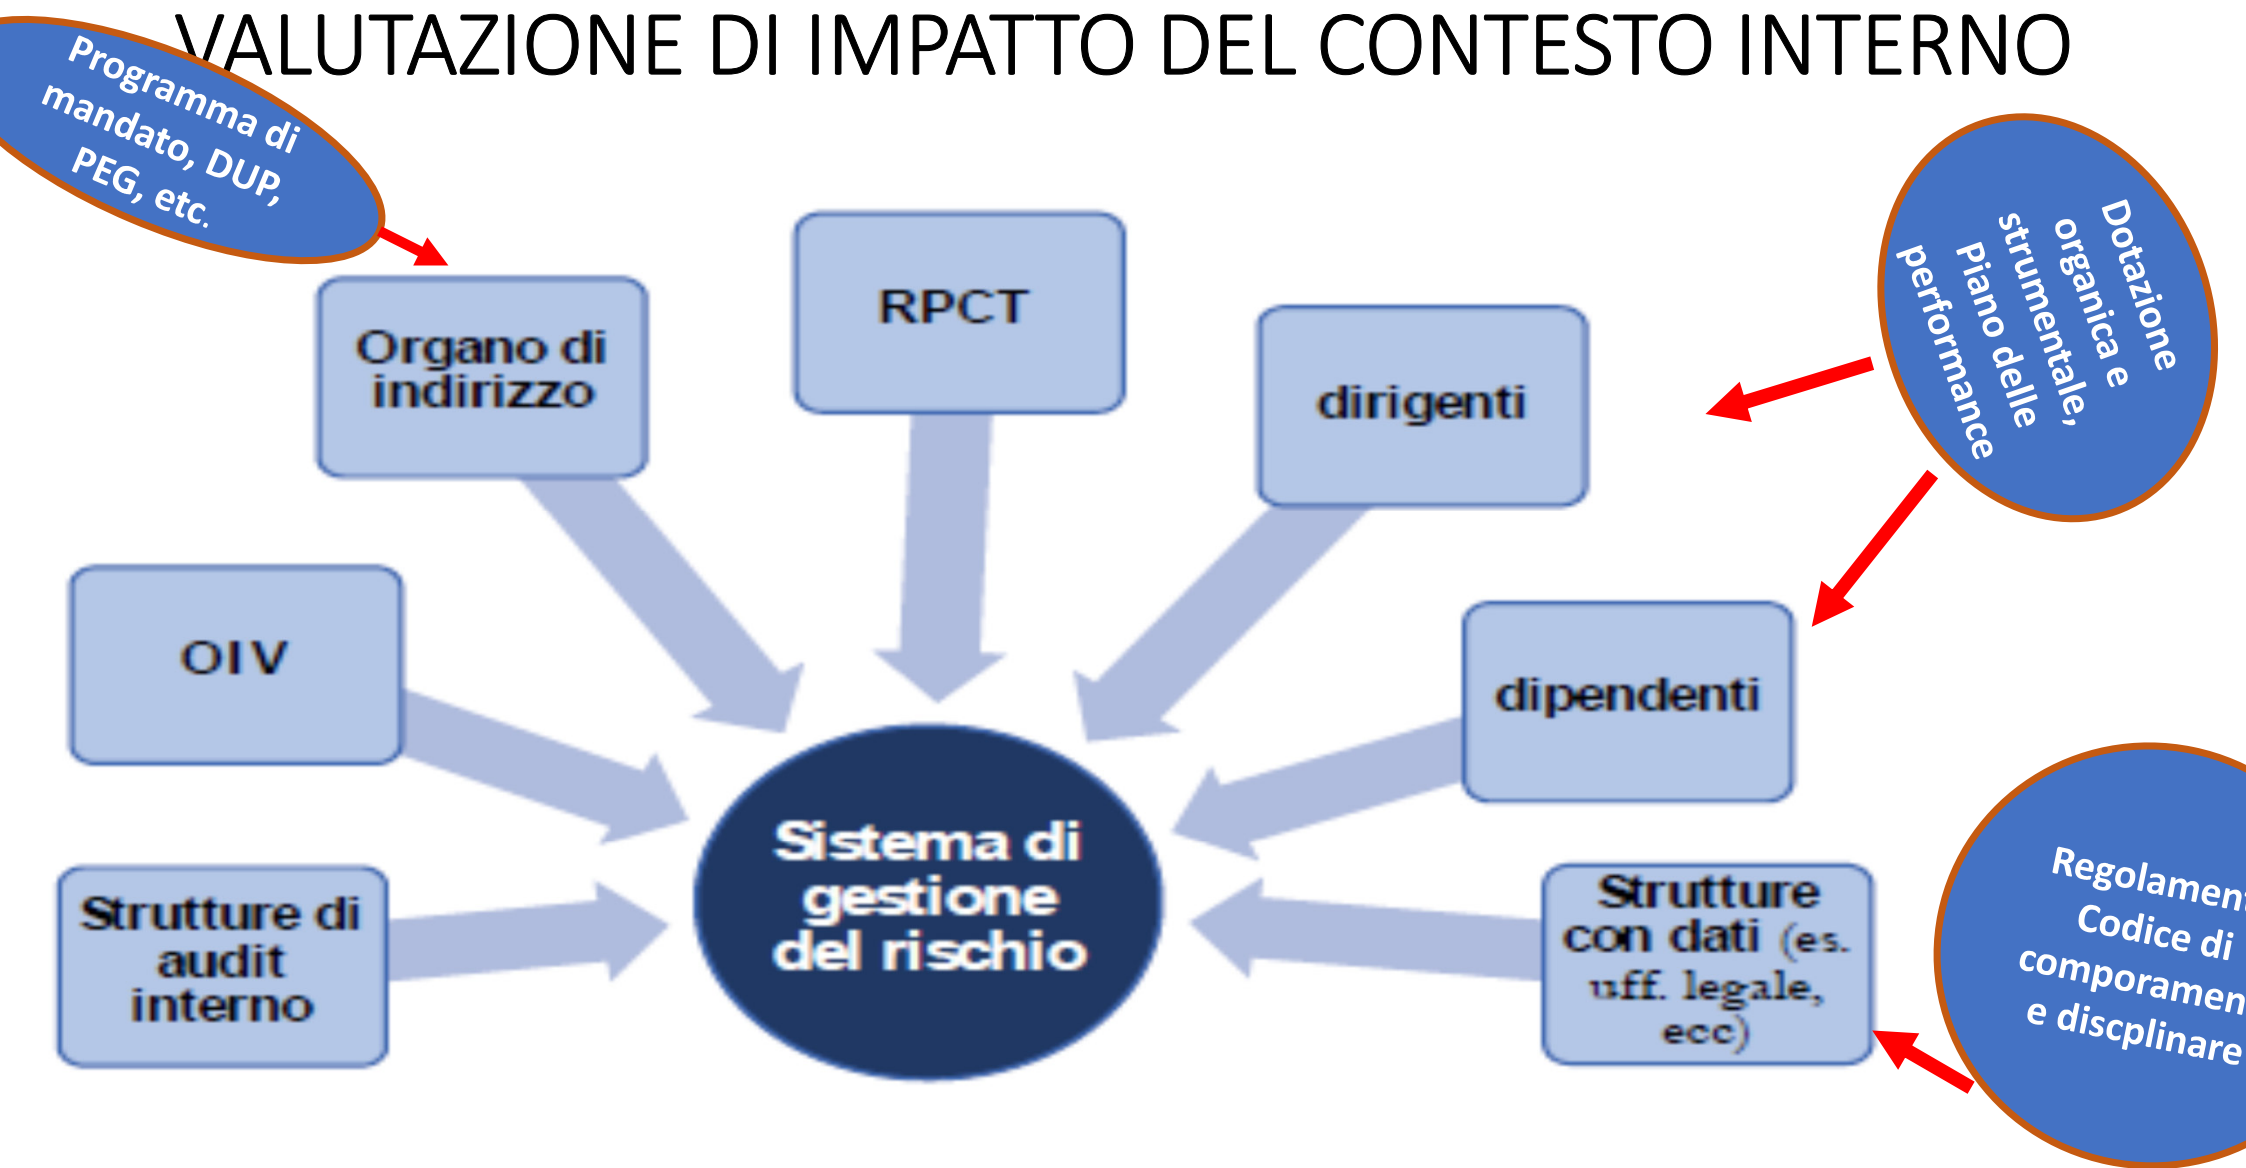 VALUTAZIONE DI IMPATTO DEL CONTESTO INTERNO
Programma di
mandato, DUP,
PEG, etc.
Dotazione
organica e
strumentale,
Piano delle
performance
Organo di
indirizzo
RPCT
dirigenti
OIV
dipendenti
Strutture di
audit
interno
Sistema di
gestione
del rischio
Strutture
con dati (es.
uff. legale,
ecc)
Regolament
Codice di
comporamen
e discplinare